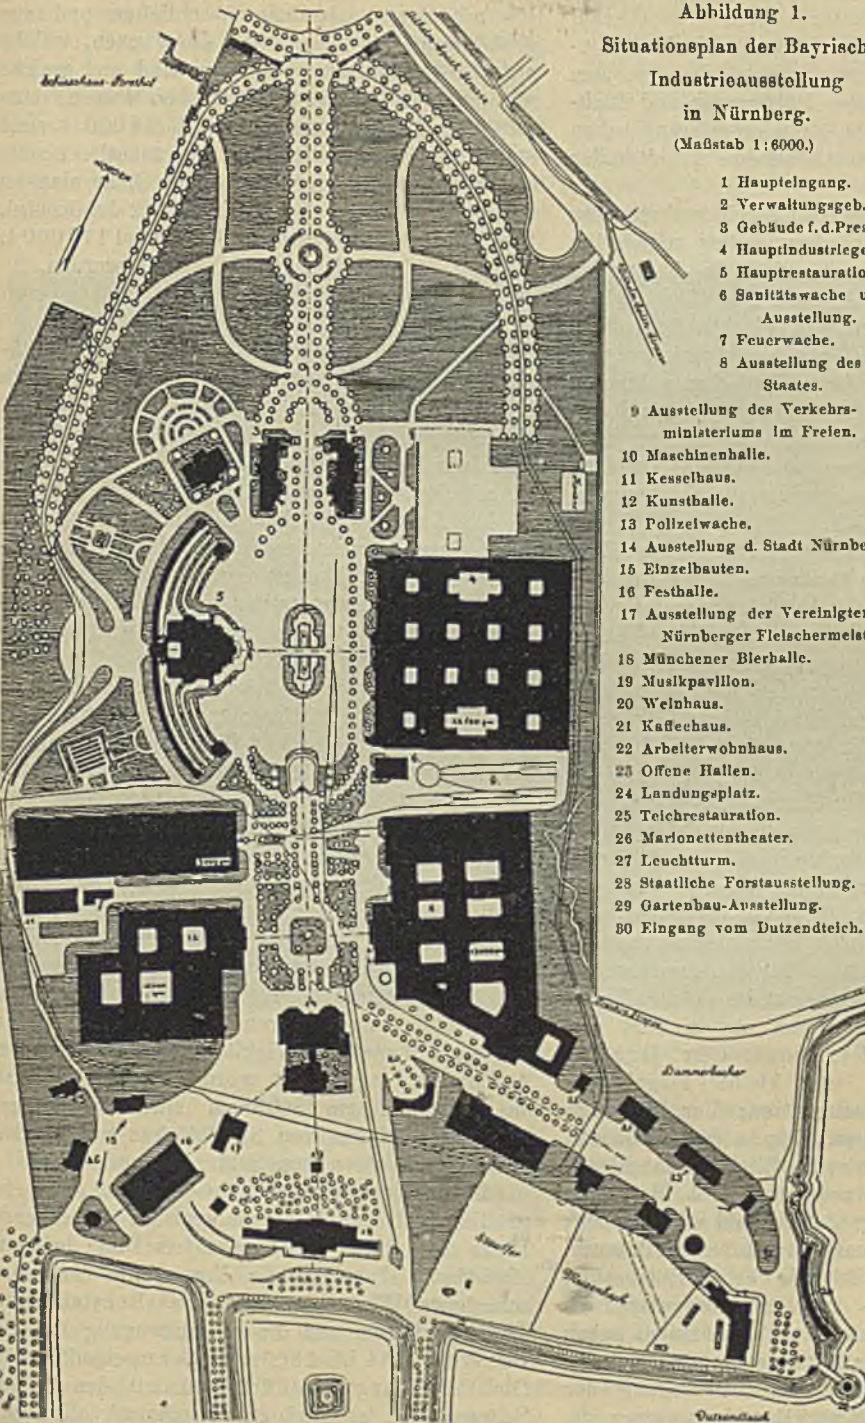 Abbildung 1.
Situationsplan der Bayrisch
Industrieausstellung
in Nürnberg.
(Maßstab 1:6000.)
1 Haupteingang.
2 Verwaltungsgeb.
3 Gebäude f. d. Pres
4 Hauptindustriege
5 Hauptrestauratio
6 Sanitätswache u
Ausstellung.
7 Feuerwache.
8 Ausstellung des
Staates.
9 Ausstellung des Verkehrs-
ministeriums im Freien.
10 Maschinenhalle.
11 Kesselhaus.
12 Kunsthalle.
13 Polizeiwache.
14 Ausstellung d. Stadt Nürnbe
15 Einzelbauten.
16 Festhalle.
17 Ausstellung der Vereinigten
Nürnberger Fleischermeist
18 Münchener Bierhalle.
19 Musikpavillon.
20 Weinhaus.
21 Kaffeehaus.
22 Arbeiterwohnhaus.
23 Offene Hallen.
24 Landungsplatz.
25 Teichrestauration.
26 Marionettentheater.
27 Leuchtturm.
28 Staatliche Forstausstellung.
29 Gartenbau-Ausstellung.
30 Eingang vom Dutzendteich.
NORDEN
Dutzendteich